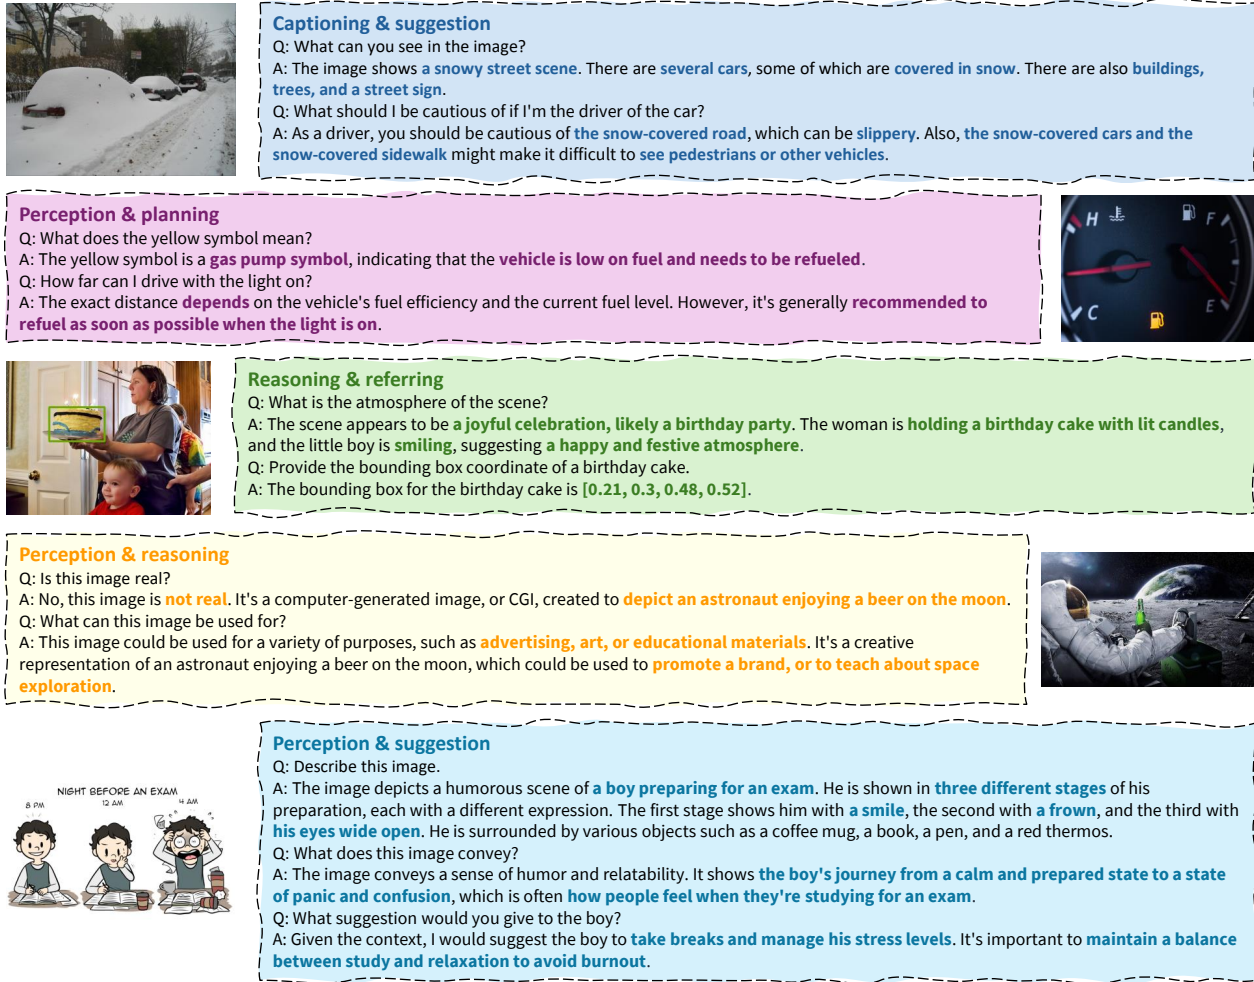 Captioning & suggestion
Q: What can you see in the image?
A: The image shows a snowy street scene. There are several cars, some of which are covered in snow. There are also buildings,
trees, and a street sign.
Q: What should I be cautious of if I'm the driver of the car?
A: As a driver, you should be cautious of the snow-covered road, which can be slippery. Also, the snow-covered cars and the
snow-covered sidewalk might make it difficult to see pedestrians or other vehicles.
Perception & planning
Q: What does the yellow symbol mean?
A: The yellow symbol is a gas pump symbol, indicating that the vehicle is low on fuel and needs to be refueled.
Q: How far can I drive with the light on?
A: The exact distance depends on the vehicle's fuel efficiency and the current fuel level. However, it's generally recommended to
refuel as soon as possible when the light is on.
H F
C E
Reasoning & referring
Q: What is the atmosphere of the scene?
A: The scene appears to be a joyful celebration, likely a birthday party. The woman is holding a birthday cake with lit candles,
and the little boy is smiling, suggesting a happy and festive atmosphere.
Q: Provide the bounding box coordinate of a birthday cake.
A: The bounding box for the birthday cake is [0.21, 0.3, 0.48, 0.52].
Perception & reasoning
Q: Is this image real?
A: No, this image is not real. It's a computer-generated image, or CGI, created to depict an astronaut enjoying a beer on the moon.
Q: What can this image be used for?
A: This image could be used for a variety of purposes, such as advertising, art, or educational materials. It's a creative
representation of an astronaut enjoying a beer on the moon, which could be used to promote a brand, or to teach about space
exploration.
NIGHT BEFORE AN EXAM
8 PM 12 AM 4 AM
Perception & suggestion
Q: Describe this image.
A: The image depicts a humorous scene of a boy preparing for an exam. He is shown in three different stages of his
preparation, each with a different expression. The first stage shows him with a smile, the second with a frown, and the third with
his eyes wide open. He is surrounded by various objects such as a coffee mug, a book, a pen, and a red thermos.
Q: What does this image convey?
A: The image conveys a sense of humor and relatability. It shows the boy's journey from a calm and prepared state to a state
of panic and confusion, which is often how people feel when they're studying for an exam.
Q: What suggestion would you give to the boy?
A: Given the context, I would suggest the boy to take breaks and manage his stress levels. It's important to maintain a balance
between study and relaxation to avoid burnout.